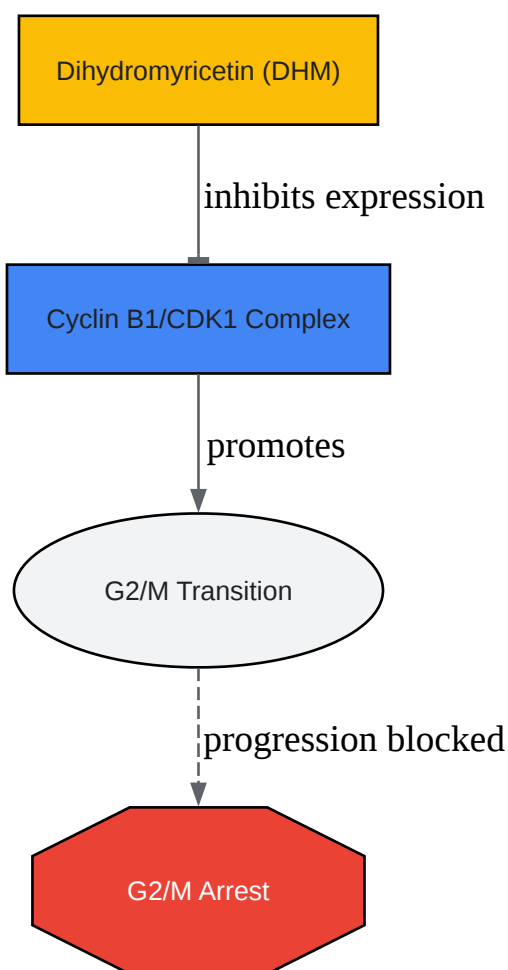 Dihydromyricetin (DHM)
inhibits expression
Cyclin B1/CDK1 Complex
promotes
G2/M Transition
progression blocked
G2/M Arrest